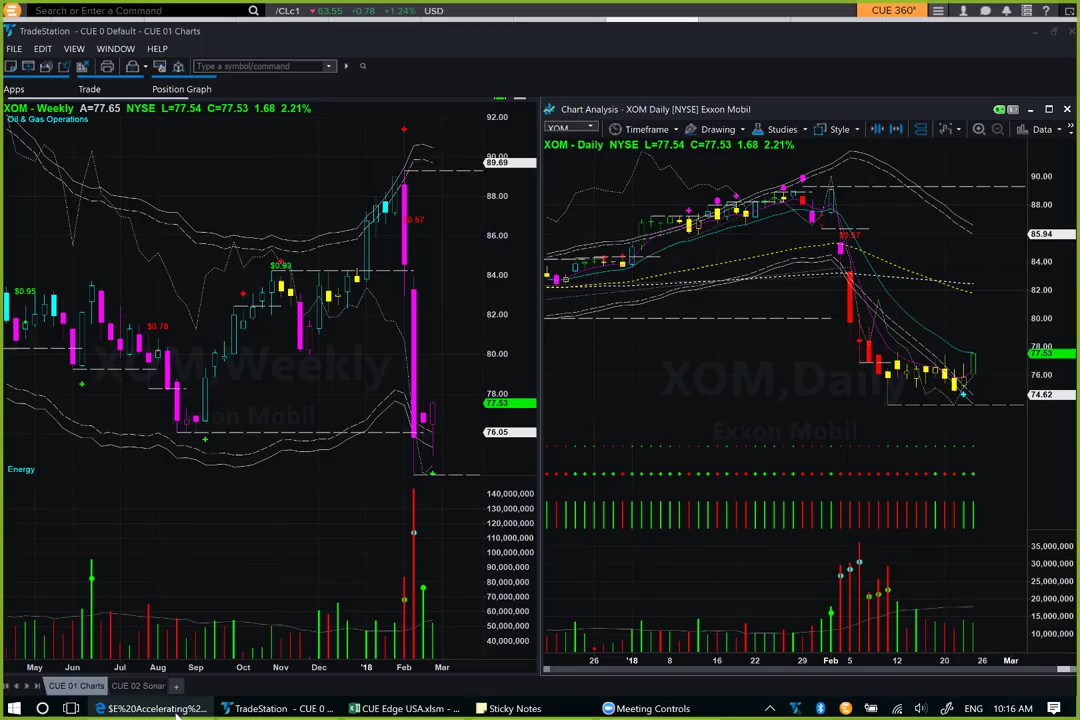 Search or Enter a Command /CLc1 63.55 +0.78 +1.24% USD CUE 360°
TradeStation - CUE 0 Default - CUE 01 Charts
FILE EDIT VIEW WINDOW HELP
Type a symbol/command
Apps Trade Position Graph
XOM - Weekly A=77.65 NYSE L=77.54 C=77.53 1.68 2.21%
Oil & Gas Operations
92.00
90.00
89.69
88.00
86.00
84.00
82.00
80.00
78.00
77.53
76.05
0.57
$0.93
$0.95
$0.78
XOM,Weekly
Exxon Mobil
Energy
140,000,000
130,000,000
120,000,000
110,000,000
100,000,000
90,000,000
80,000,000
70,000,000
60,000,000
50,000,000
40,000,000
May Jun Jul Aug Sep Oct Nov Dec '18 Feb Mar
Chart Analysis - XOM Daily [NYSE] Exxon Mobil
XOM Timeframe Drawing Studies Style Data
XOM - Daily NYSE L=77.54 C=77.53 1.68 2.21%
90.00
88.00
85.94
84.00
82.00
80.00
78.00
77.53
76.00
74.62
$0.57
XOM,Daily
Exxon Mobil
35,000,000
30,000,000
25,000,000
20,000,000
15,000,000
10,000,000
26 '18 8 16 22 29 Feb 5 12 20 26 Mar
CUE 01 Charts CUE 02 Sonar +
$E%20Accelerating%2... TradeStation - CUE 0 ... CUE Edge USA.xlsm - ... Sticky Notes Meeting Controls ENG 10:16 AM